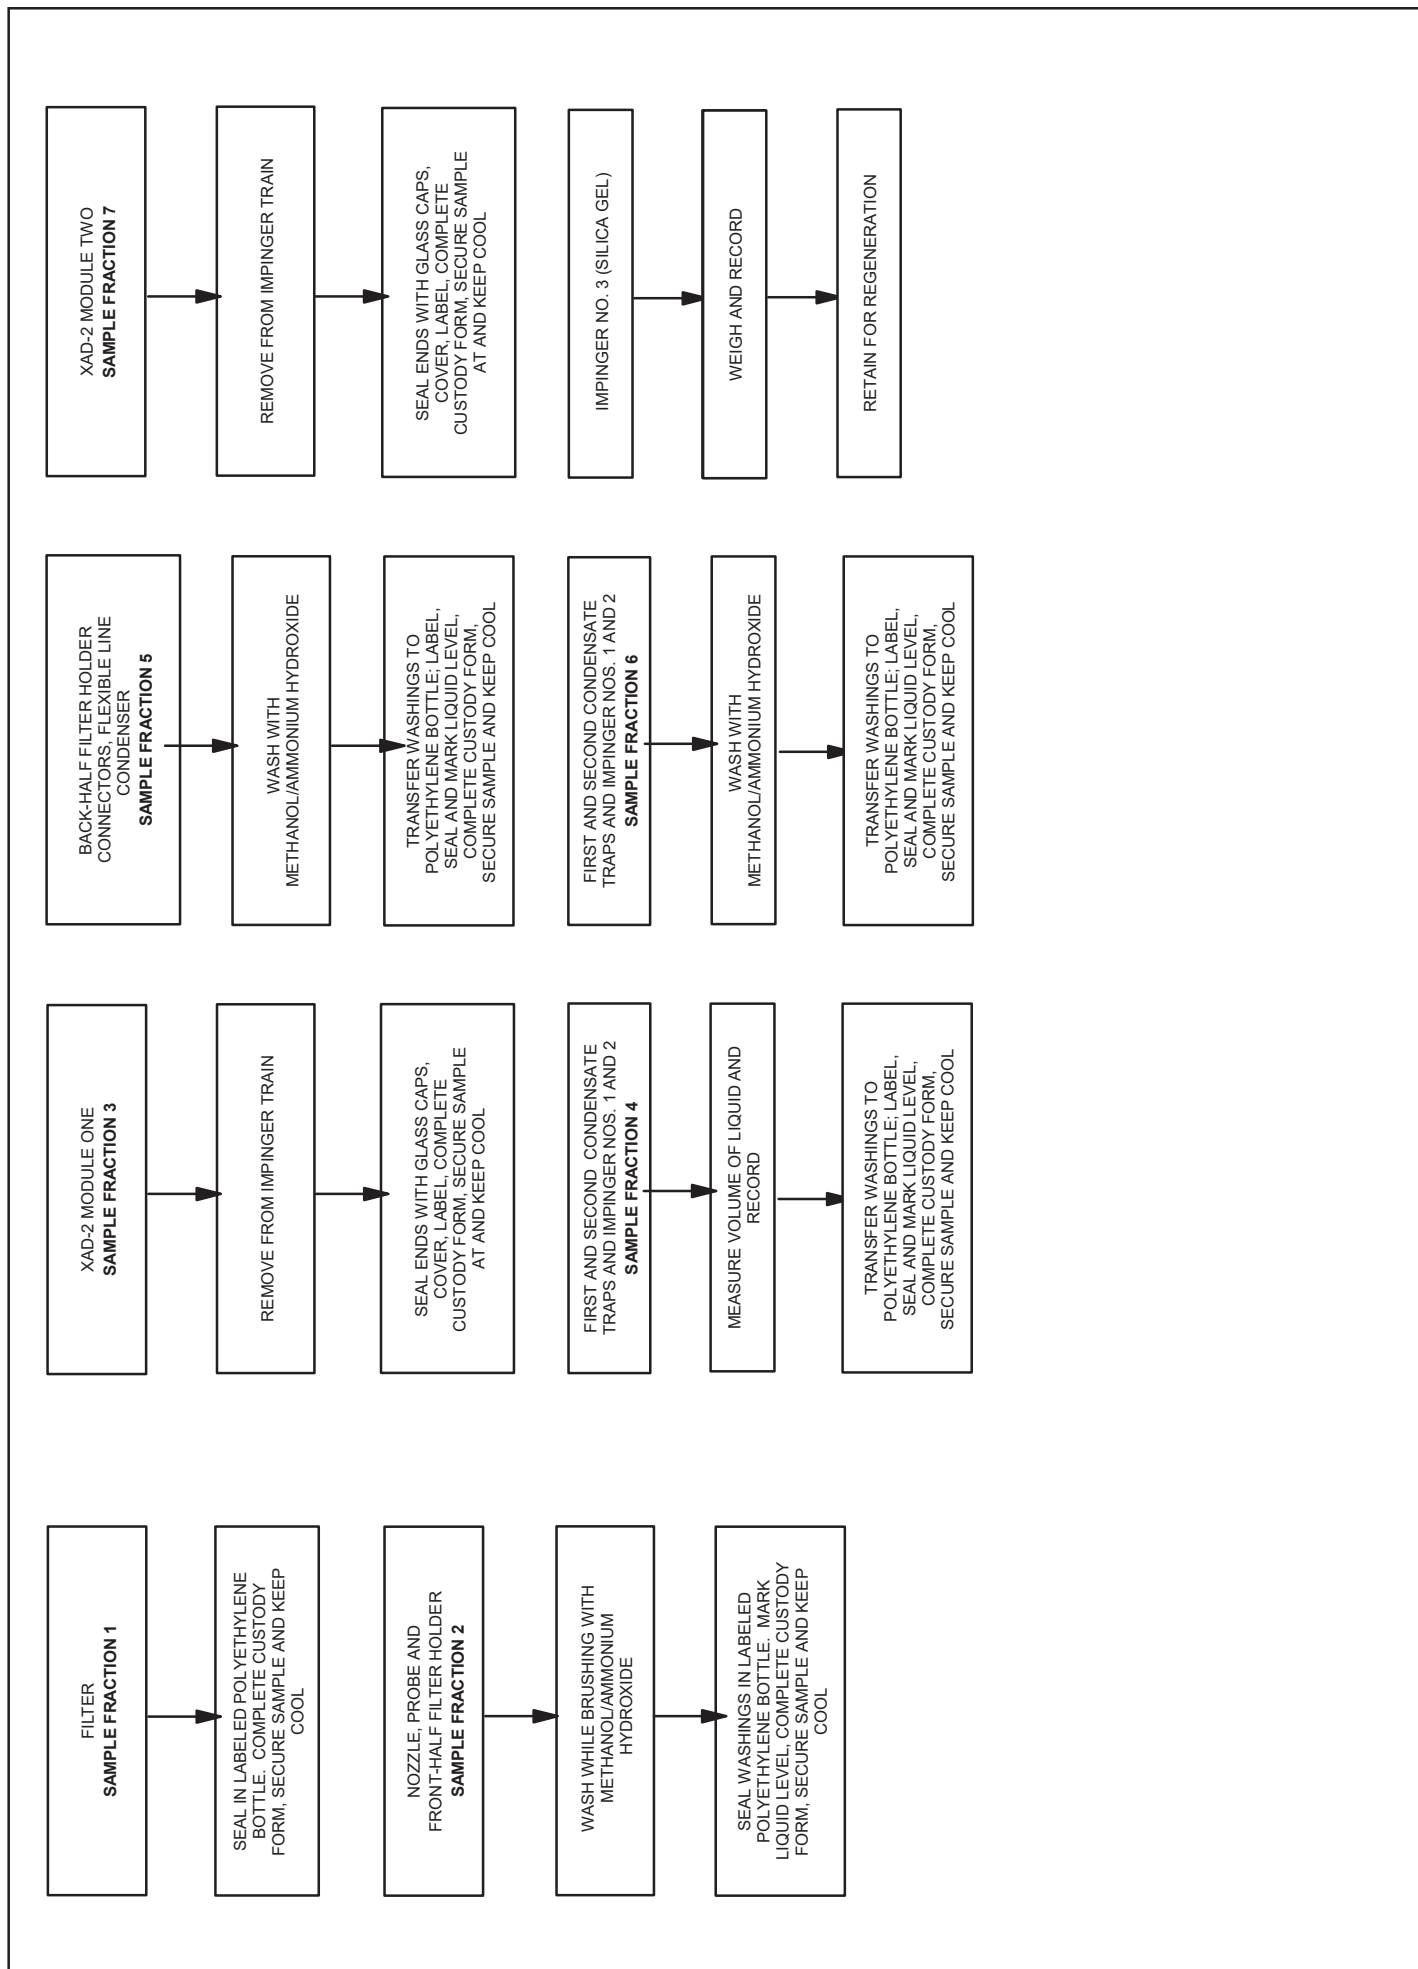 FILTER
SAMPLE FRACTION 1
SEAL IN LABELED POLYETHYLENE
BOTTLE. COMPLETE CUSTODY
FORM, SECURE SAMPLE AND KEEP
COOL
NOZZLE, PROBE AND
FRONT-HALF FILTER HOLDER
SAMPLE FRACTION 2
WASH WHILE BRUSHING WITH
METHANOL/AMMONIUM
HYDROXIDE
SEAL WASHINGS IN LABELED
POLYETHYLENE BOTTLE. MARK
LIQUID LEVEL, COMPLETE CUSTODY
FORM, SECURE SAMPLE AND KEEP
COOL
XAD-2 MODULE ONE
SAMPLE FRACTION 3
REMOVE FROM IMPINGER TRAIN
SEAL ENDS WITH GLASS CAPS,
COVER, LABEL, COMPLETE
CUSTODY FORM, SECURE SAMPLE
AT AND KEEP COOL
FIRST AND SECOND CONDENSATE
TRAPS AND IMPINGER NOS. 1 AND 2
SAMPLE FRACTION 4
MEASURE VOLUME OF LIQUID AND
RECORD
TRANSFER WASHINGS TO
POLYETHYLENE BOTTLE; LABEL,
SEAL AND MARK LIQUID LEVEL,
COMPLETE CUSTODY FORM,
SECURE SAMPLE AND KEEP COOL
BACK-HALF FILTER HOLDER
CONNECTORS, FLEXIBLE LINE
CONDENSER
SAMPLE FRACTION 5
WASH WITH
METHANOL/AMMONIUM HYDROXIDE
TRANSFER WASHINGS TO
POLYETHYLENE BOTTLE; LABEL,
SEAL AND MARK LIQUID LEVEL,
COMPLETE CUSTODY FORM,
SECURE SAMPLE AND KEEP COOL
FIRST AND SECOND CONDENSATE
TRAPS AND IMPINGER NOS. 1 AND 2
SAMPLE FRACTION 6
WASH WITH
METHANOL/AMMONIUM HYDROXIDE
TRANSFER WASHINGS TO
POLYETHYLENE BOTTLE; LABEL,
SEAL AND MARK LIQUID LEVEL,
COMPLETE CUSTODY FORM,
SECURE SAMPLE AND KEEP COOL
XAD-2 MODULE TWO
SAMPLE FRACTION 7
REMOVE FROM IMPINGER TRAIN
SEAL ENDS WITH GLASS CAPS,
COVER, LABEL, COMPLETE
CUSTODY FORM, SECURE SAMPLE
AT AND KEEP COOL
IMPINGER NO. 3 (SILICA GEL)
WEIGH AND RECORD
RETAIN FOR REGENERATION